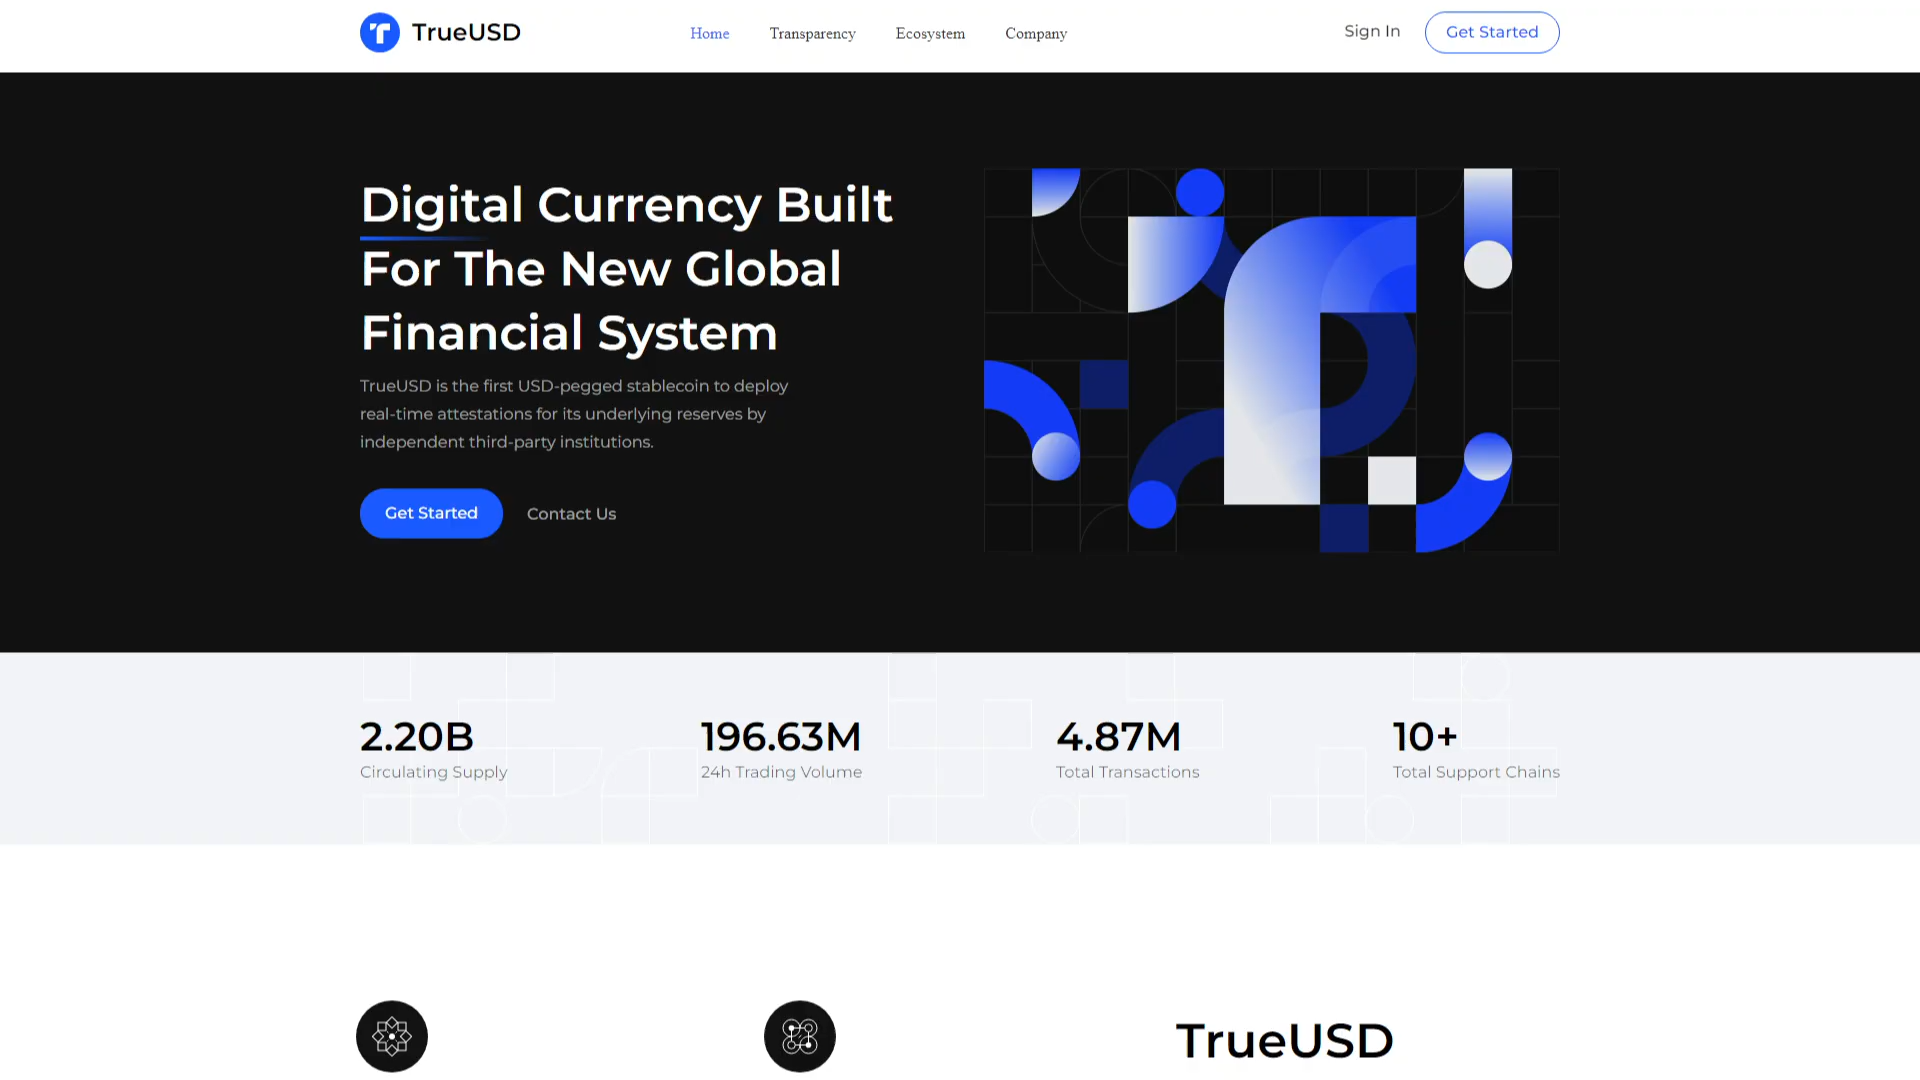 TrueUSD
Home
Transparency
Ecosystem
Company
Sign In
Get Started
Digital Currency Built
For The New Global
Financial System
TrueUSD is the first USD-pegged stablecoin to deploy
real-time attestations for its underlying reserves by
independent third-party institutions.
Get Started
Contact Us
2.20B
Circulating Supply
196.63M
24h Trading Volume
4.87M
Total Transactions
10+
Total Support Chains
TrueUSD